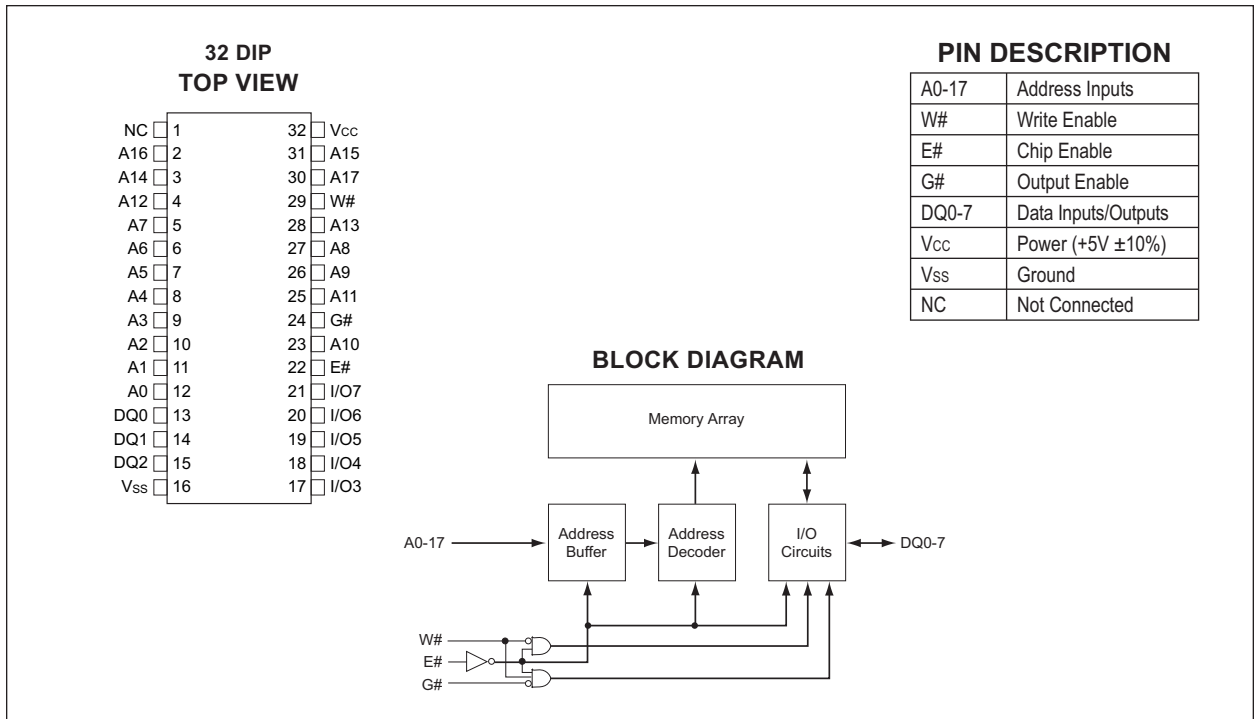 32 DIP
TOP VIEW
NC 1 32 Vcc
A16 2 31 A15
A14 3 30 A17
A12 4 29 W#
A7 5 28 A13
A6 6 27 A8
A5 7 26 A9
A4 8 25 A11
A3 9 24 G#
A2 10 23 A10
A1 11 22 E#
A0 12 21 I/O7
DQ0 13 20 I/O6
DQ1 14 19 I/O5
DQ2 15 18 I/O4
Vss 16 17 I/O3
PIN DESCRIPTION
A0-17 Address Inputs
W# Write Enable
E# Chip Enable
G# Output Enable
DQ0-7 Data Inputs/Outputs
Vcc Power (+5V ±10%)
Vss Ground
NC Not Connected
BLOCK DIAGRAM
Memory Array
A0-17
Address
Buffer
Address
Decoder
I/O
Circuits
DQ0-7
W#
E#
G#